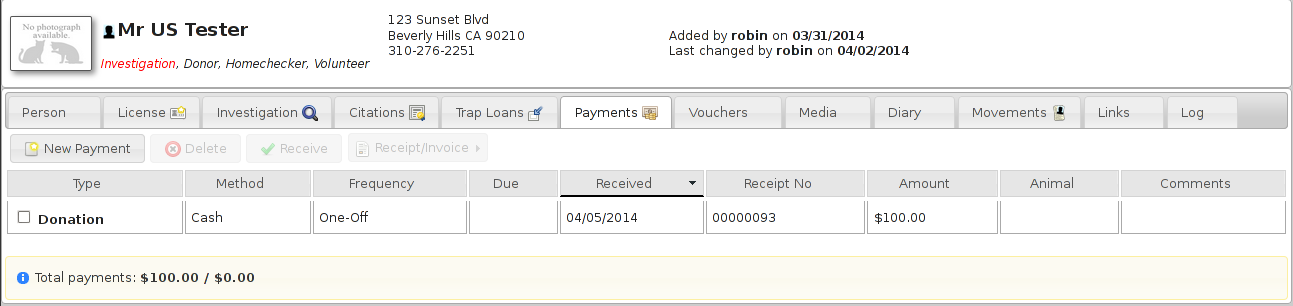 No photograph
available
Mr US Tester
Investigation, Donor, Homechecker, Volunteer
123 Sunset Blvd
Beverly Hills CA 90210
310-276-2251
Added by robin on 03/31/2014
Last changed by robin on 04/02/2014
Person License Investigation Citations Trap Loans Payments Vouchers Media Diary Movements Links Log
New Payment Delete Receive Receipt/Invoice
Type Method Frequency Due Received Receipt No Amount Animal Comments
Donation Cash One-Off 04/05/2014 00000093 $100.00
Total payments: $100.00 / $0.00